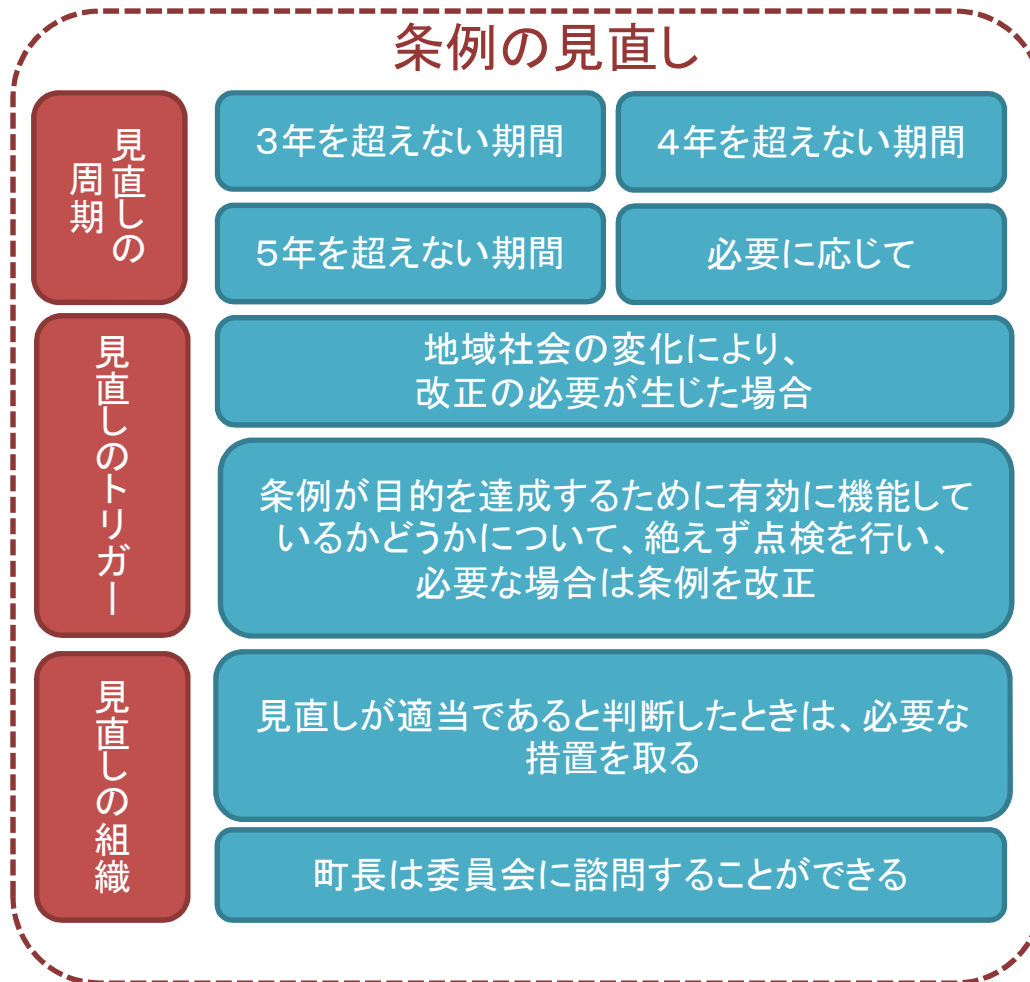 条例の見直し
見直しの
周期
３年を超えない期間
４年を超えない期間
５年を超えない期間
必要に応じて
見直しのトリガー
地域社会の変化により、
改正の必要が生じた場合
条例が目的を達成するために有効に機能して
いるかどうかについて、絶えず点検を行い、
必要な場合は条例を改正
見直しの組織
見直しが適当であると判断したときは、必要な
措置を取る
町長は委員会に諮問することができる